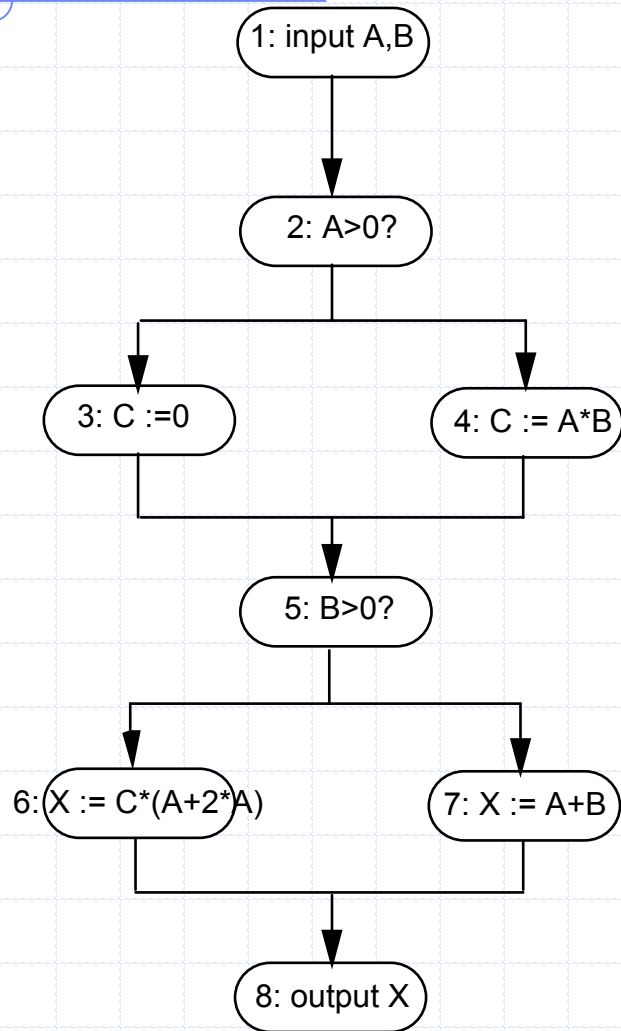 1: input A,B
2: A>0?
3: C :=0
4: C := A*B
5: B>0?
6: X := C*(A+2*A)
7: X := A+B
8: output X